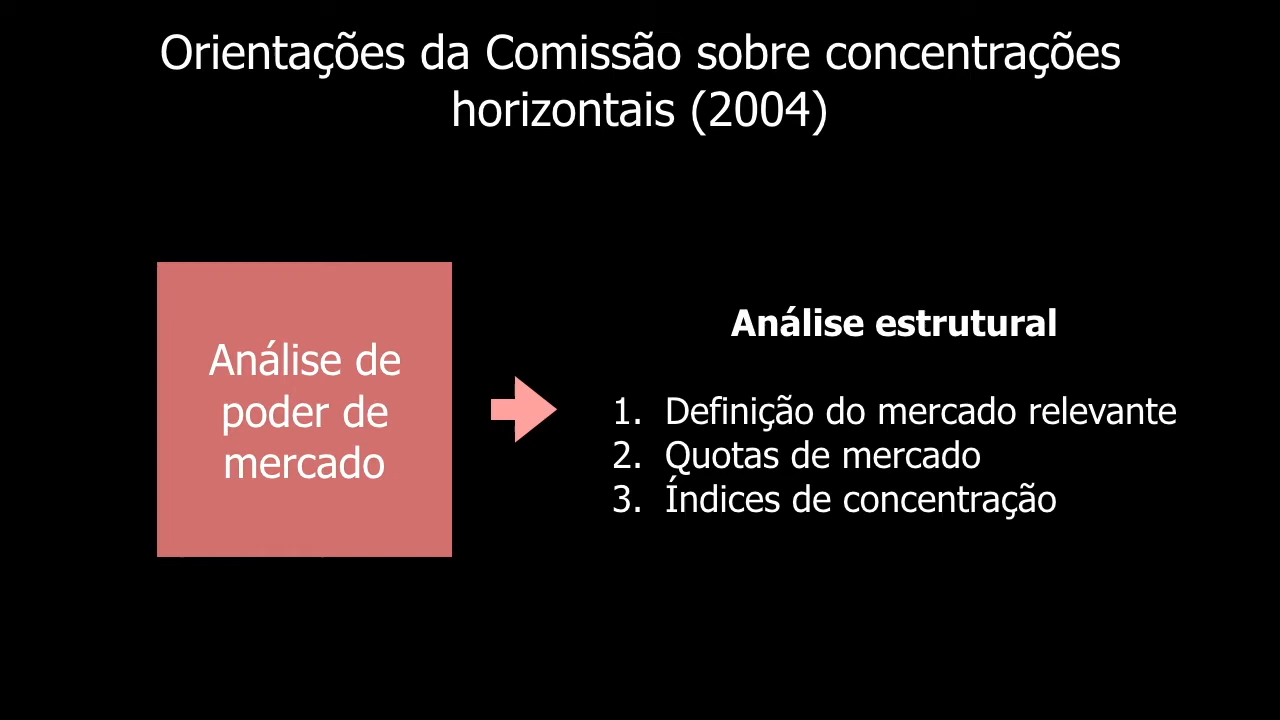 Orientações da Comissão sobre concentrações
horizontais (2004)
Análise de
poder de
mercado
Análise estrutural
1. Definição do mercado relevante
2. Quotas de mercado
3. Índices de concentração